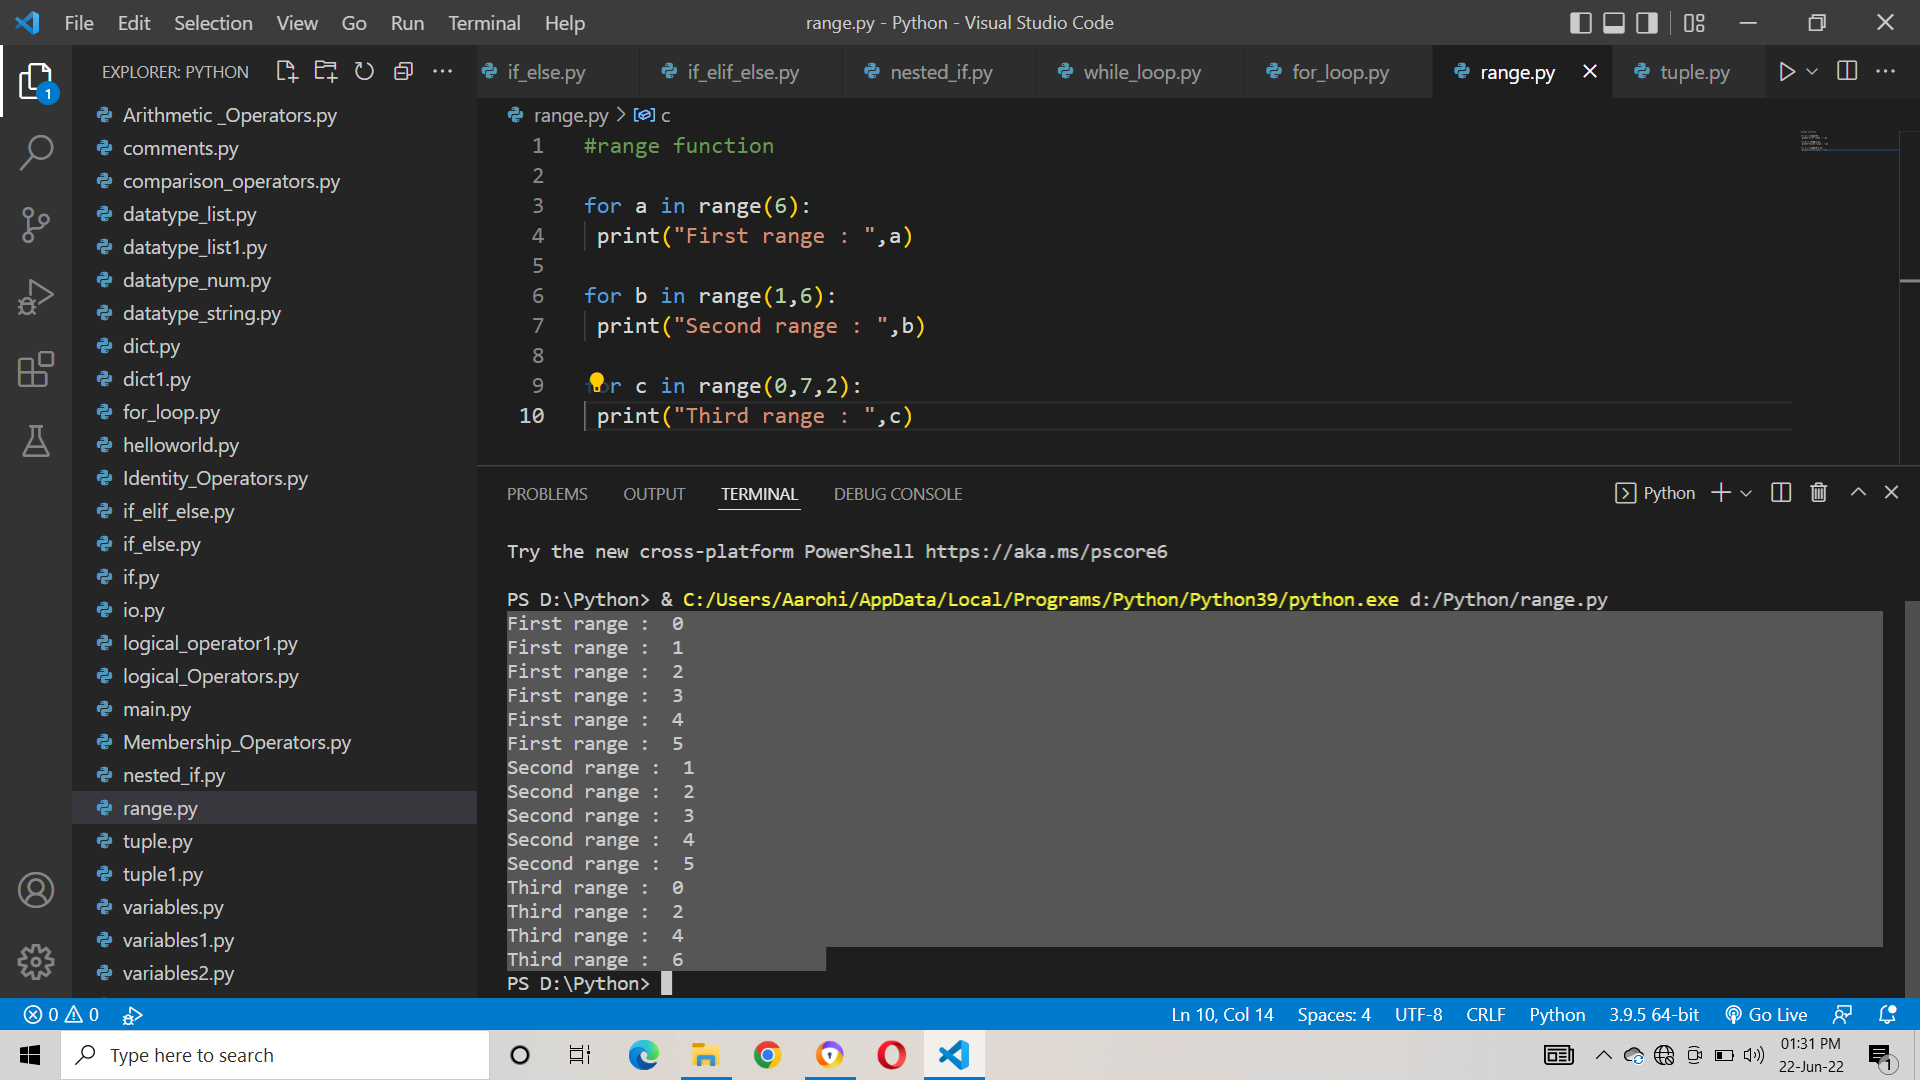 File Edit Selection View Go Run Terminal Help range.py - Python - Visual Studio Code
EXPLORER: PYTHON
if_else.py if_elif_else.py nested_if.py while_loop.py for_loop.py range.py tuple.py
1
Arithmetic _Operators.py
comments.py
comparison_operators.py
datatype_list.py
datatype_list1.py
datatype_num.py
datatype_string.py
dict.py
dict1.py
for_loop.py
helloworld.py
Identity_Operators.py
if_elif_else.py
if_else.py
if.py
io.py
logical_operator1.py
logical_Operators.py
main.py
Membership_Operators.py
nested_if.py
range.py
tuple.py
tuple1.py
variables.py
variables1.py
variables2.py
range.py > c
1 #range function
2
3 for a in range(6):
4 print("First range : ",a)
5
6 for b in range(1,6):
7 print("Second range : ",b)
8
9 for c in range(0,7,2):
10 print("Third range : ",c)
PROBLEMS OUTPUT TERMINAL DEBUG CONSOLE Python
Try the new cross-platform PowerShell https://aka.ms/pscore6
PS D:\Python> & C:/Users/Aarohi/AppData/Local/Programs/Python/Python39/python.exe d:/Python/range.py
First range :  0
First range :  1
First range :  2
First range :  3
First range :  4
First range :  5
Second range :  1
Second range :  2
Second range :  3
Second range :  4
Second range :  5
Third range :  0
Third range :  2
Third range :  4
Third range :  6
PS D:\Python>
0 0 Ln 10, Col 14 Spaces: 4 UTF-8 CRLF Python 3.9.5 64-bit Go Live
Type here to search
01:31 PM
22-Jun-22
1